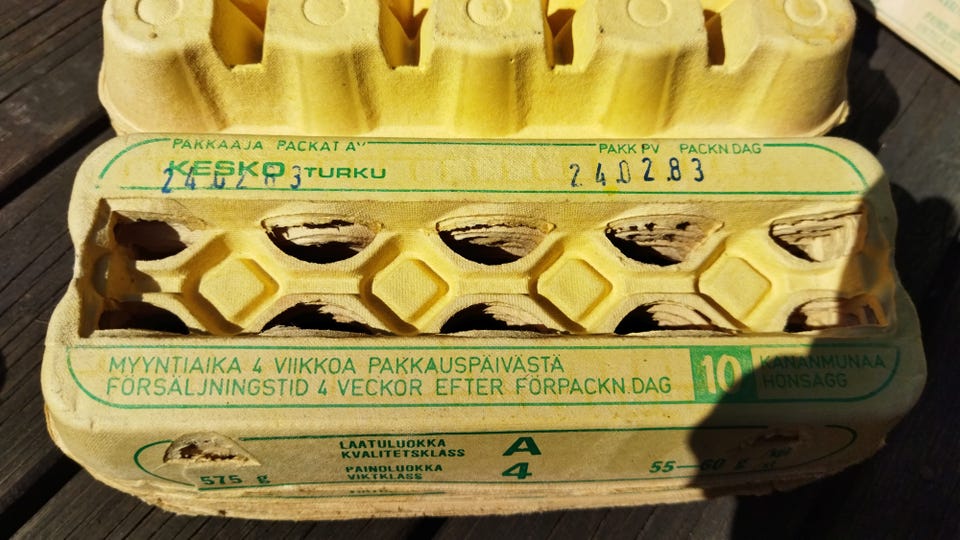 PAKKAAJA PACKAT AV
KESKO TURKU
240283
PAKK PV PACKN DAG
240283
MYYNTIAIKA 4 VIIKKOA PAKKAUSPÄIVÄSTÄ
FÖRSÄLJNINGSTID 4 VECKOR EFTER FÖRPACKN.DAG
10
KANANMUNAA
HÖNSÄGG
575 g
LAATULUOKKA
KVALITETSKLASS
A
PAINOLUOKKA
VIKTKLASS
4
55—60 g